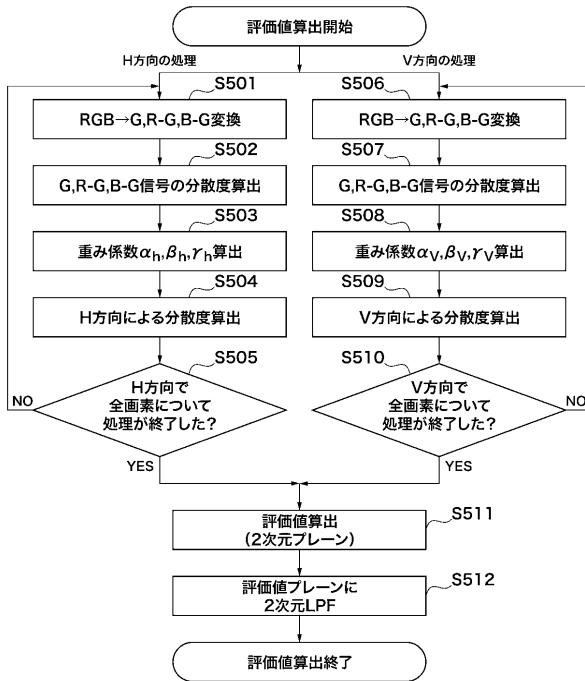 評価値算出開始
H方向の処理
V方向の処理
S501
RGB→G,R-G,B-G変換
S502
G,R-G,B-G信号の分散度算出
S503
重み係数αh,βh,γh算出
S504
H方向による分散度算出
S505
H方向で
全画素について
処理が終了した？
NO
YES
S506
RGB→G,R-G,B-G変換
S507
G,R-G,B-G信号の分散度算出
S508
重み係数αV,βV,γV算出
S509
V方向による分散度算出
S510
V方向で
全画素について
処理が終了した？
NO
YES
S511
評価値算出
（2次元プレーン）
S512
評価値プレーンに
2次元LPF
評価値算出終了